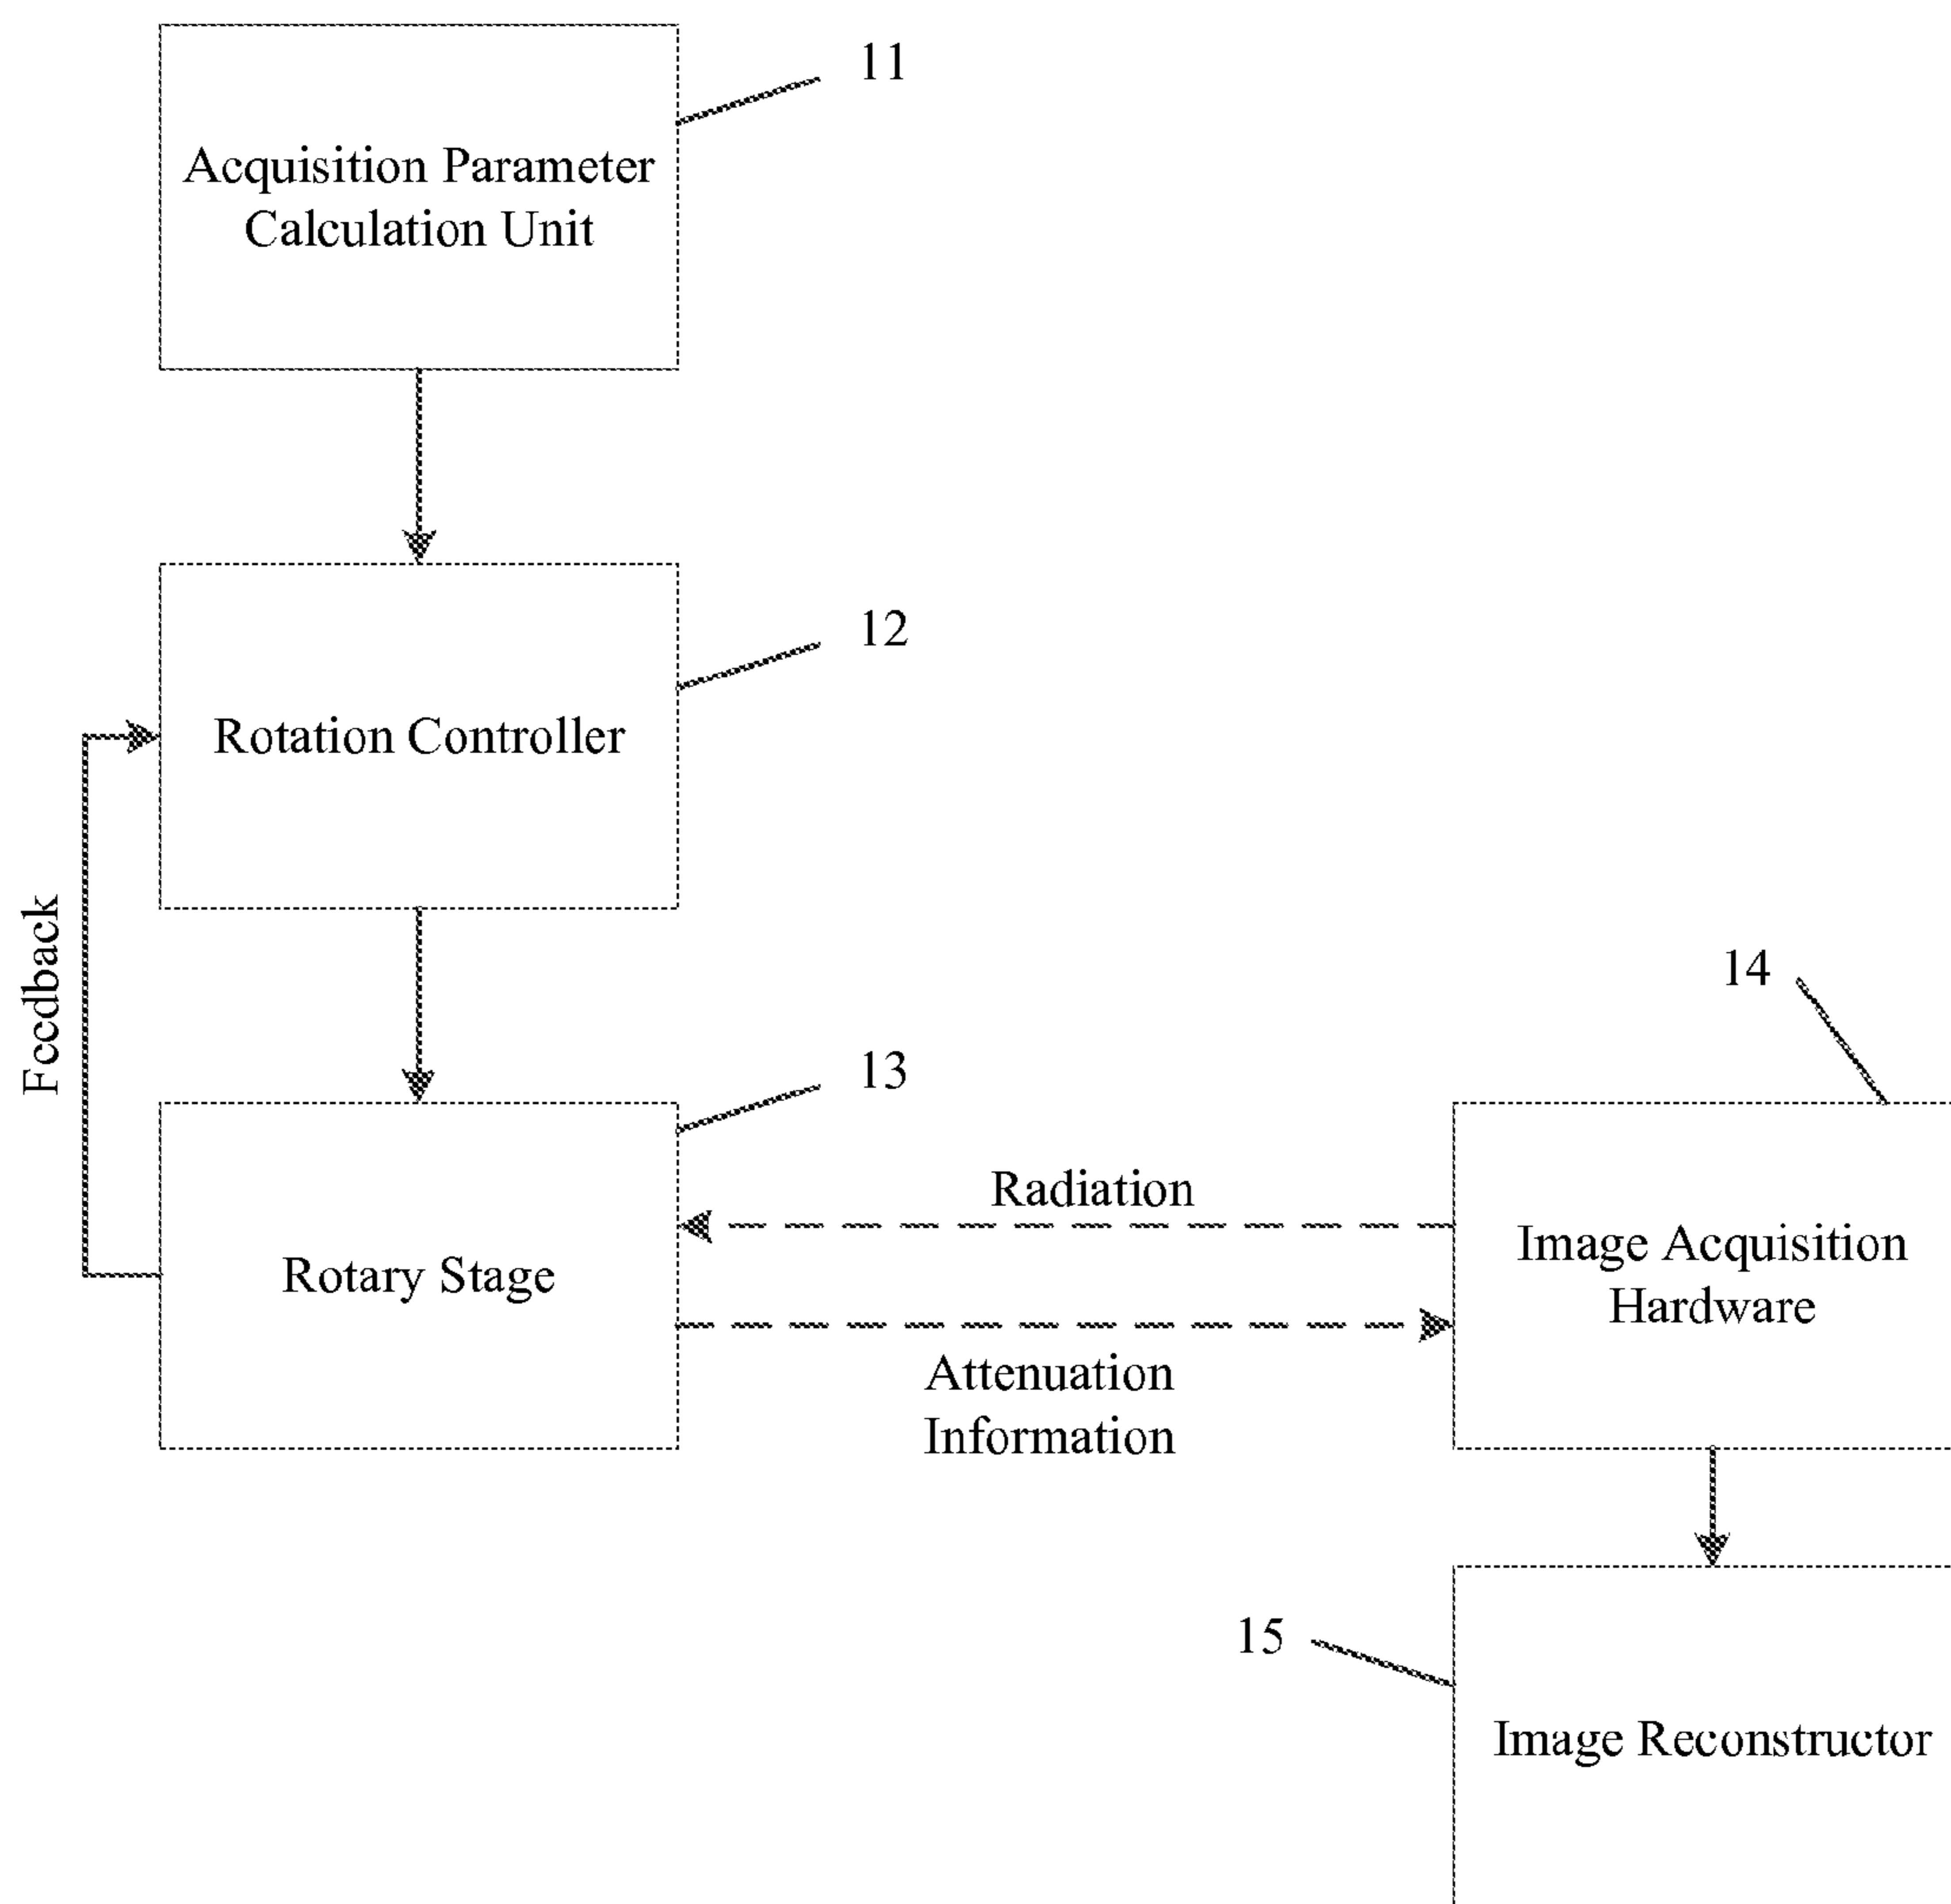 11
Acquisition Parameter
Calculation Unit
12
Rotation Controller
Feedback
13
14
Radiation
Rotary Stage
Image Acquisition
Hardware
Attenuation
Information
15
Image Reconstructor